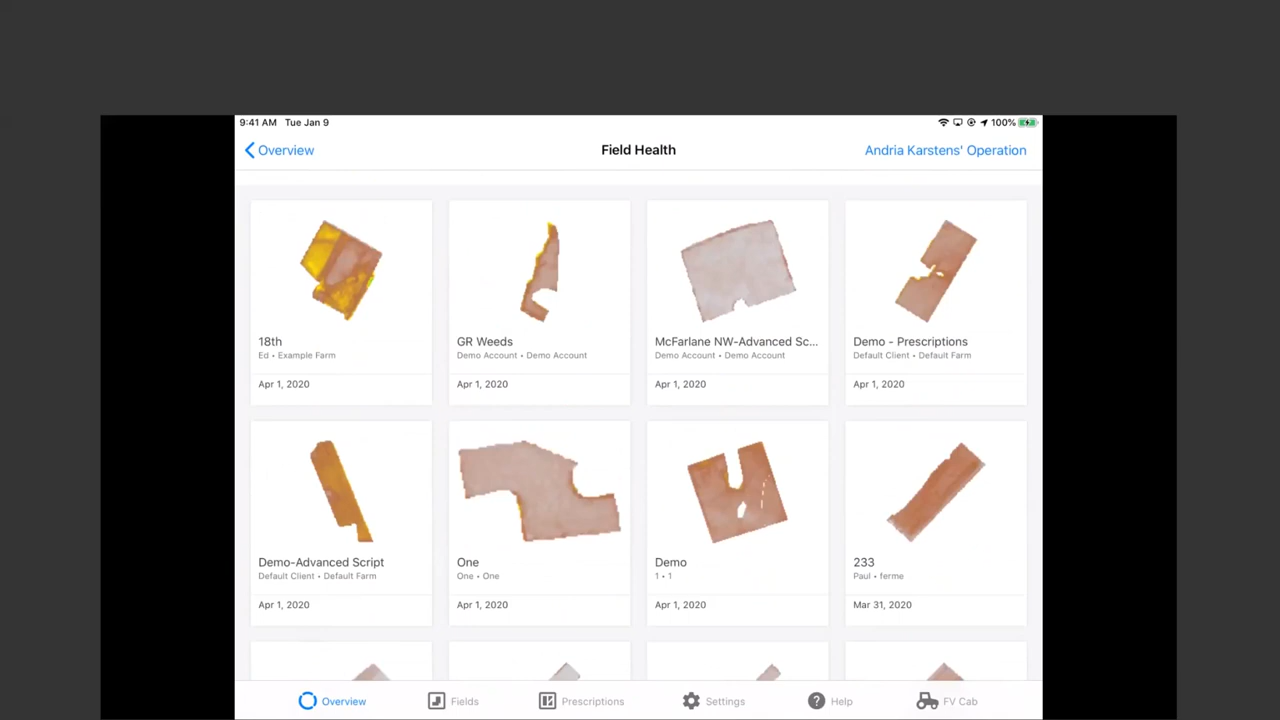 9:41 AM Tue Jan 9
100%
Overview
Field Health
Andria Karstens' Operation
18th
Ed • Example Farm
Apr 1, 2020
GR Weeds
Demo Account • Demo Account
Apr 1, 2020
McFarlane NW-Advanced Sc...
Demo Account • Demo Account
Apr 1, 2020
Demo - Prescriptions
Default Client • Default Farm
Apr 1, 2020
Demo-Advanced Script
Default Client • Default Farm
Apr 1, 2020
One
One • One
Apr 1, 2020
Demo
1 • 1
Apr 1, 2020
233
Paul • ferme
Mar 31, 2020
Overview
Fields
Prescriptions
Settings
Help
FV Cab